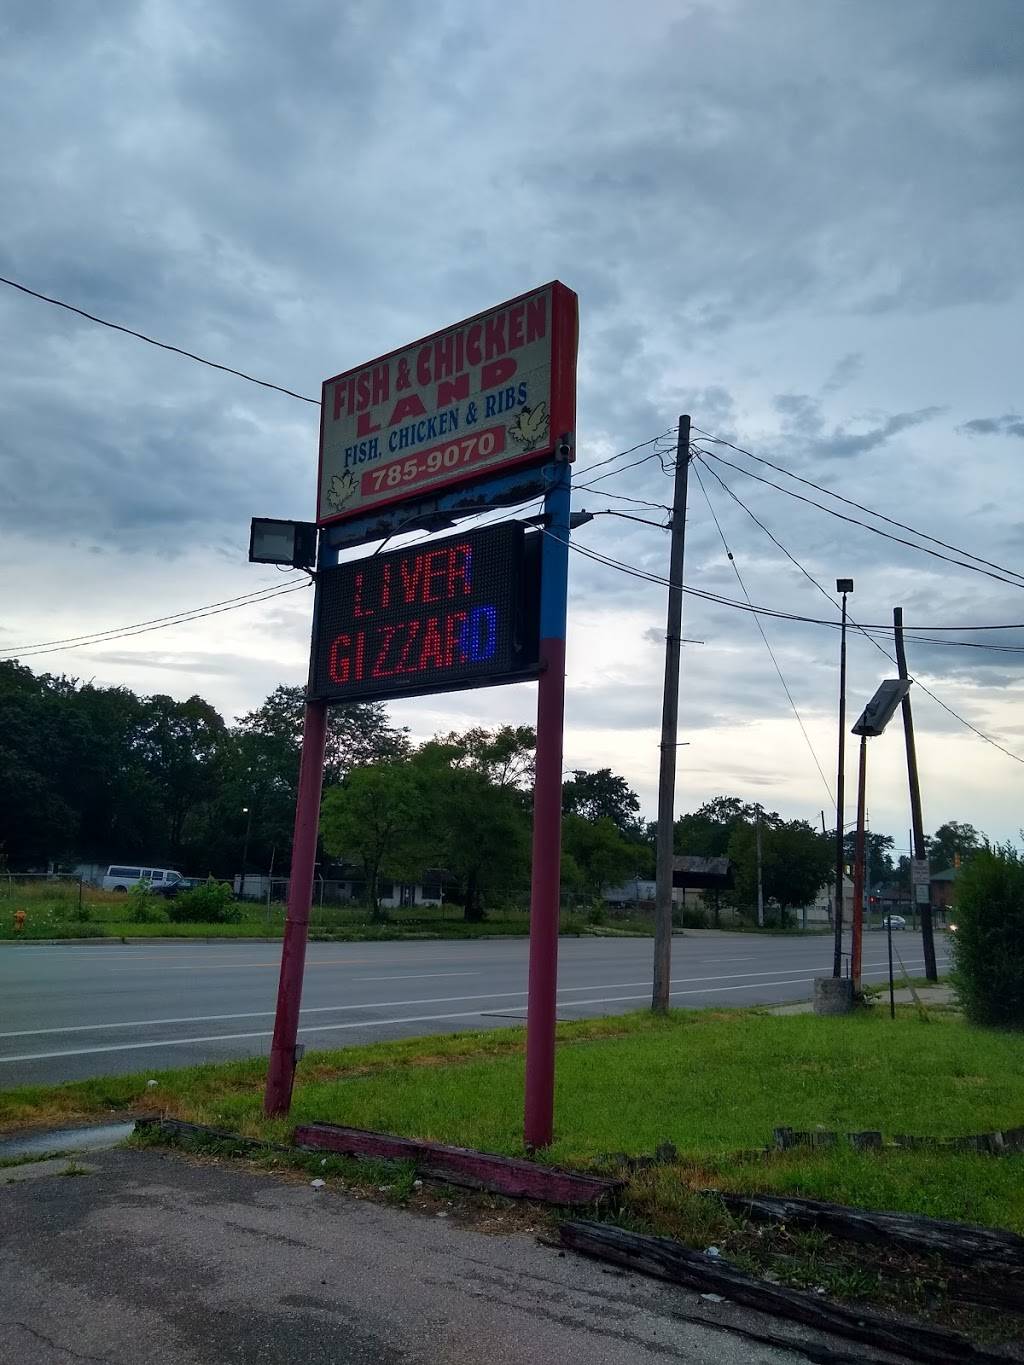 FISH & CHICKEN
LAND
FISH, CHICKEN & RIBS
785-9070
LIVER
GIZZARD